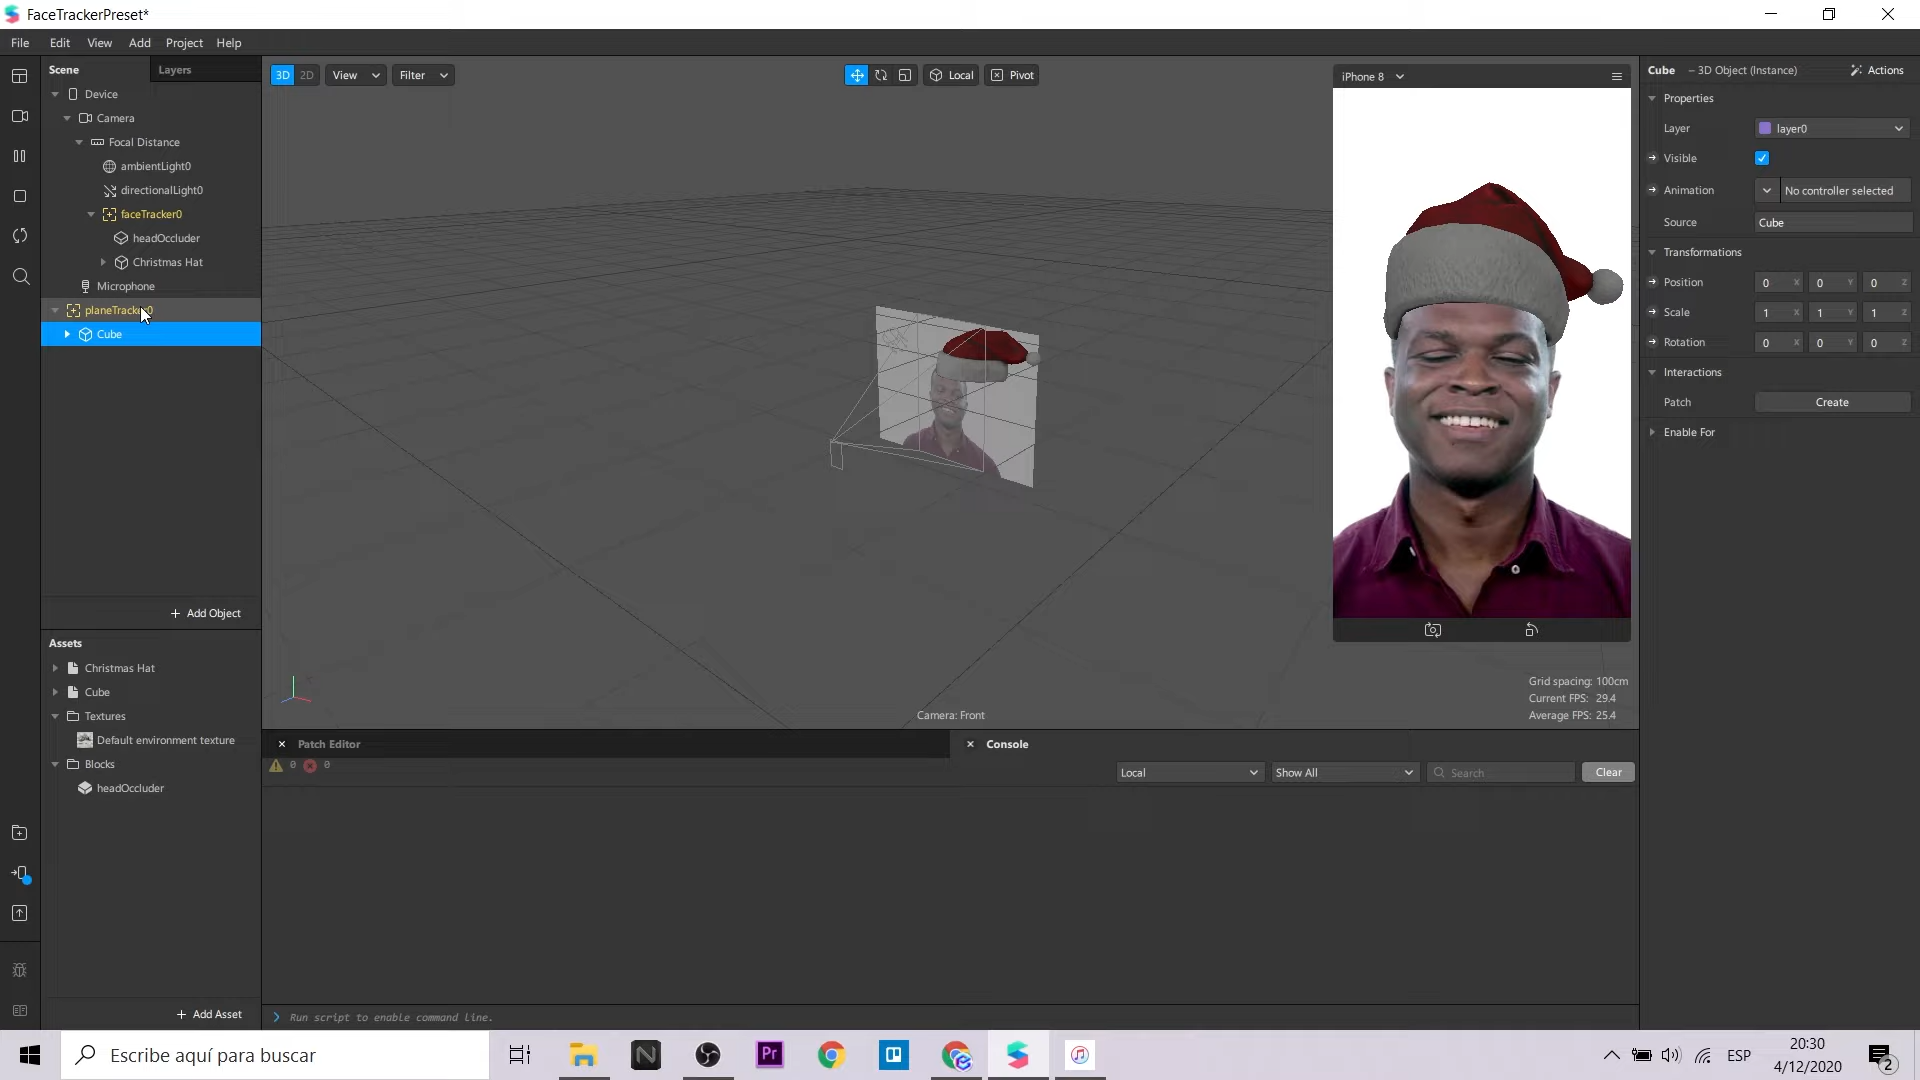 FaceTrackerPreset*
File Edit View Add Project Help
Scene
Layers
Device
Camera
Focal Distance
ambientLight0
directionalLight0
faceTracker0
headOccluder
Christmas Hat
Microphone
planeTracker0
Cube
+ Add Object
Assets
Christmas Hat
Cube
Textures
Default environment texture
Blocks
headOccluder
+ Add Asset
3D 2D View Filter
Local Pivot
iPhone 8
Camera: Front
Grid spacing: 100cm
Current FPS: 29.4
Average FPS: 25.4
Patch Editor
0 0
Console
Local Show All Search Clear
Run script to enable command line.
Cube – 3D Object (Instance) Actions
Properties
Layer layer0
Visible
Animation No controller selected
Source Cube
Transformations
Position 0 X 0 Y 0 Z
Scale 1 X 1 Y 1 Z
Rotation 0 X 0 Y 0 Z
Interactions
Patch Create
Enable For
Escribe aquí para buscar
N
Pr
ESP
20:30
4/12/2020
2